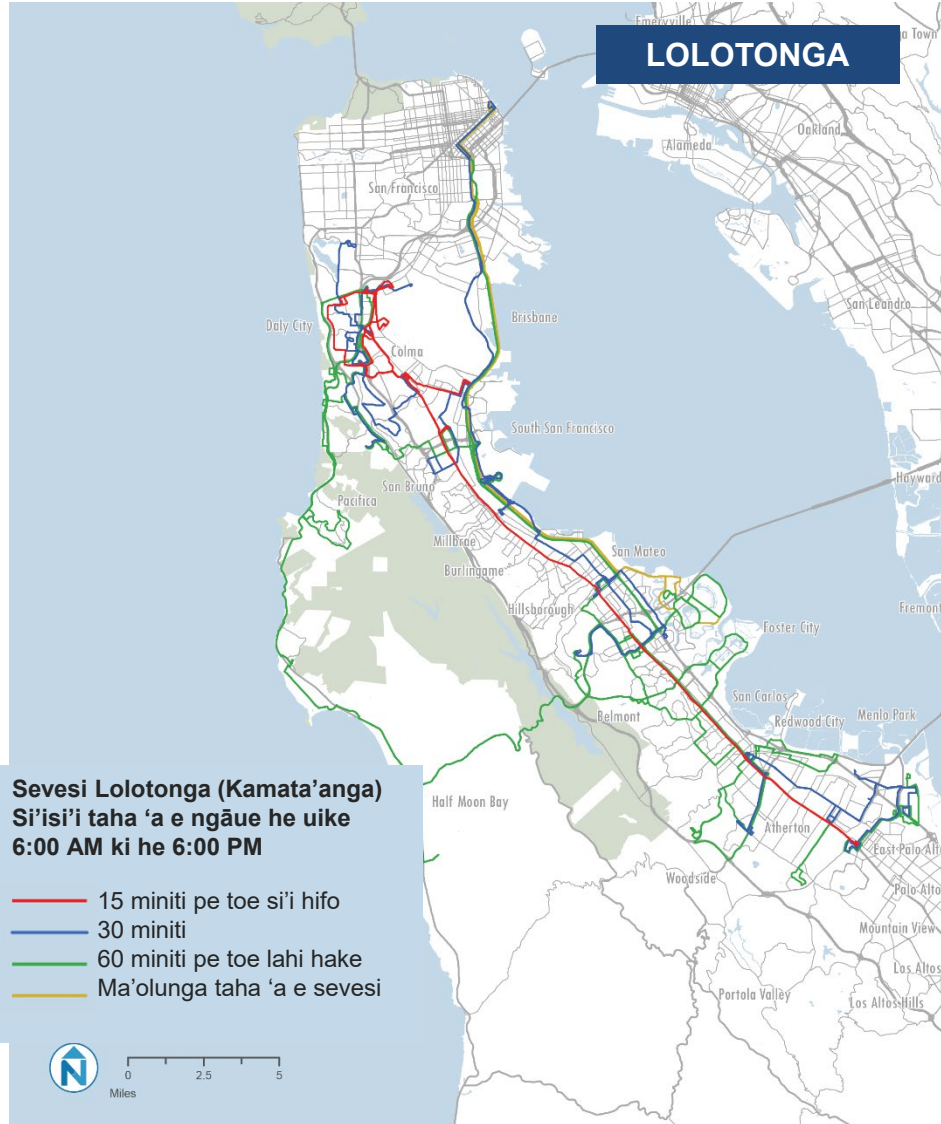 Emeryville
LOLOTONGA
Oakland
Alameda
San Francisco
San Leandro
Brisbane
Daly City
Colma
South San Francisco
Hayward
San Bruno
Pacifica
Millbrae
San Mateo
Burlingame
Hillsborough
Fremont
Foster City
San Carlos
Redwood City
Menlo Park
Belmont
Sevesi Lolotonga (Kamata'anga)
Si'isi'i taha ‘a e ngāue he uike
6:00 AM ki he 6:00 PM
15 miniti pe toe si'i hifo
30 miniti
60 miniti pe toe lahi hake
Ma'olunga taha ‘a e sevesi
Half Moon Bay
Atherton
East Palo Alto
Woodside
Palo Alto
Mountain View
Los Altos
Portola Valley
Los Altos Hills
N
0 2.5 5
Miles